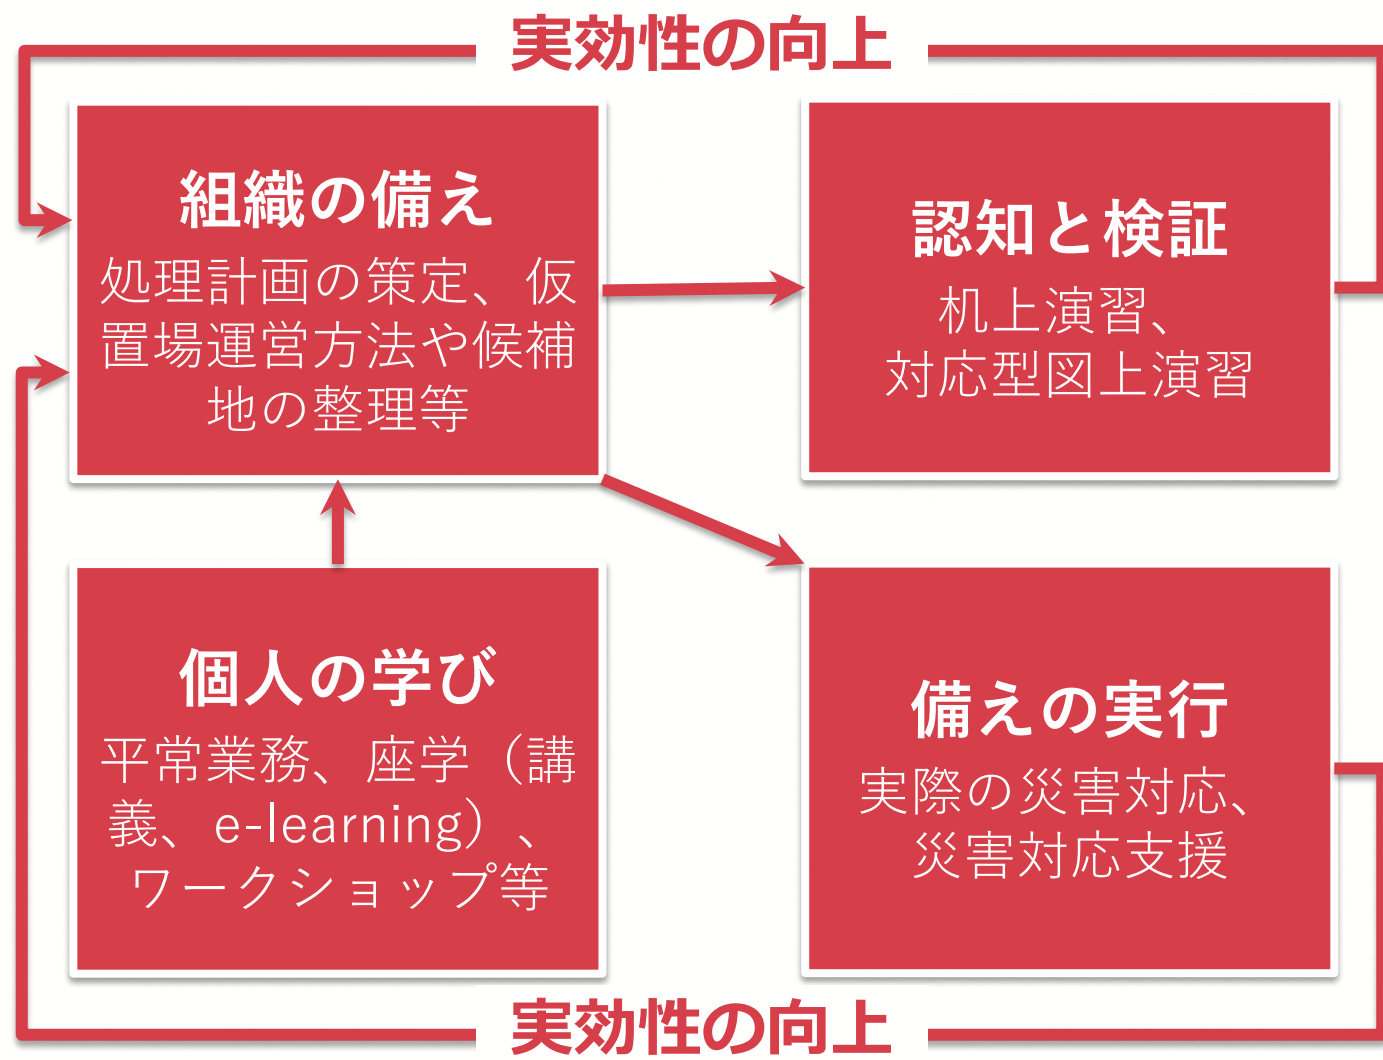 実効性の向上
組織の備え
処理計画の策定、仮
置場運営方法や候補
地の整理等
認知と検証
机上演習、
対応型図上演習
個人の学び
平常業務、座学（講
義、e-learning）、
ワークショップ等
備えの実行
実際の災害対応、
災害対応支援
実効性の向上